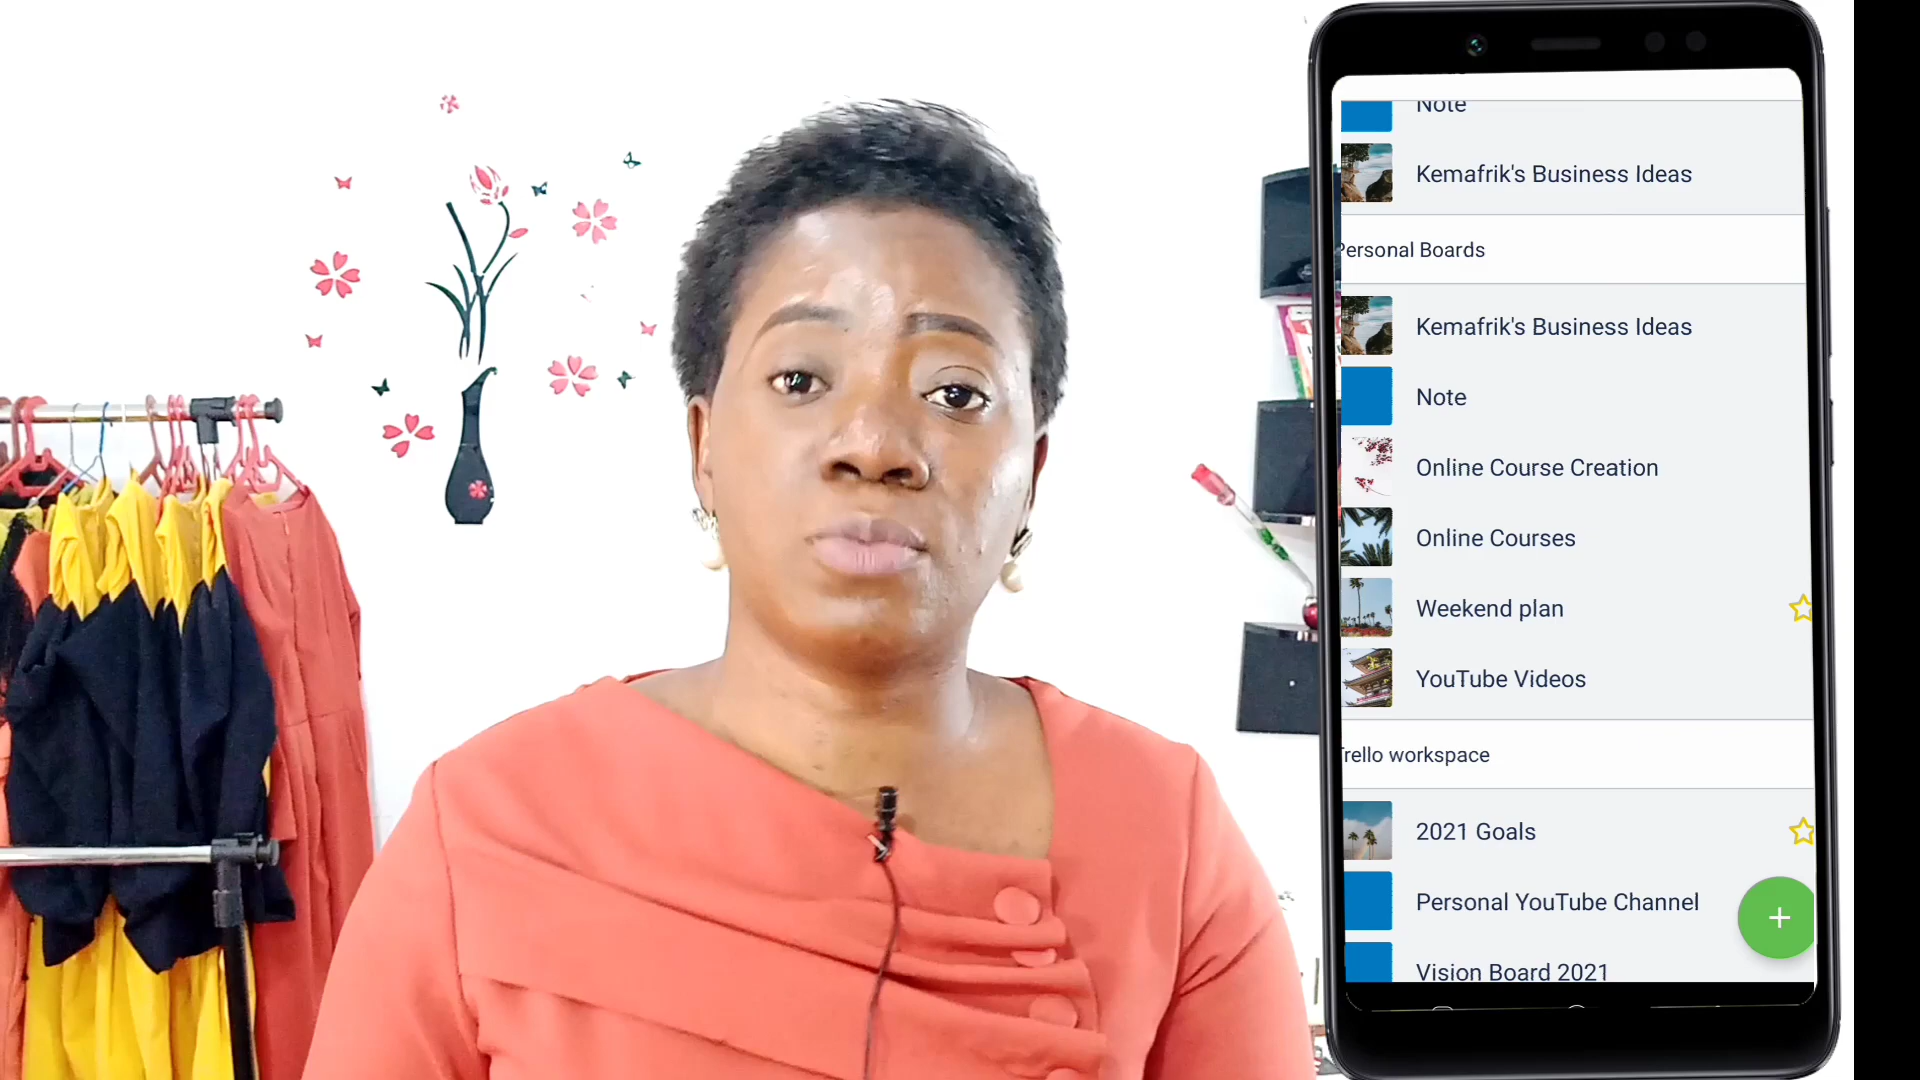 Note
Kemafrik's Business Ideas
Personal Boards
Kemafrik's Business Ideas
Note
Online Course Creation
Online Courses
Weekend plan
YouTube Videos
Trello workspace
2021 Goals
Personal YouTube Channel
Vision Board 2021